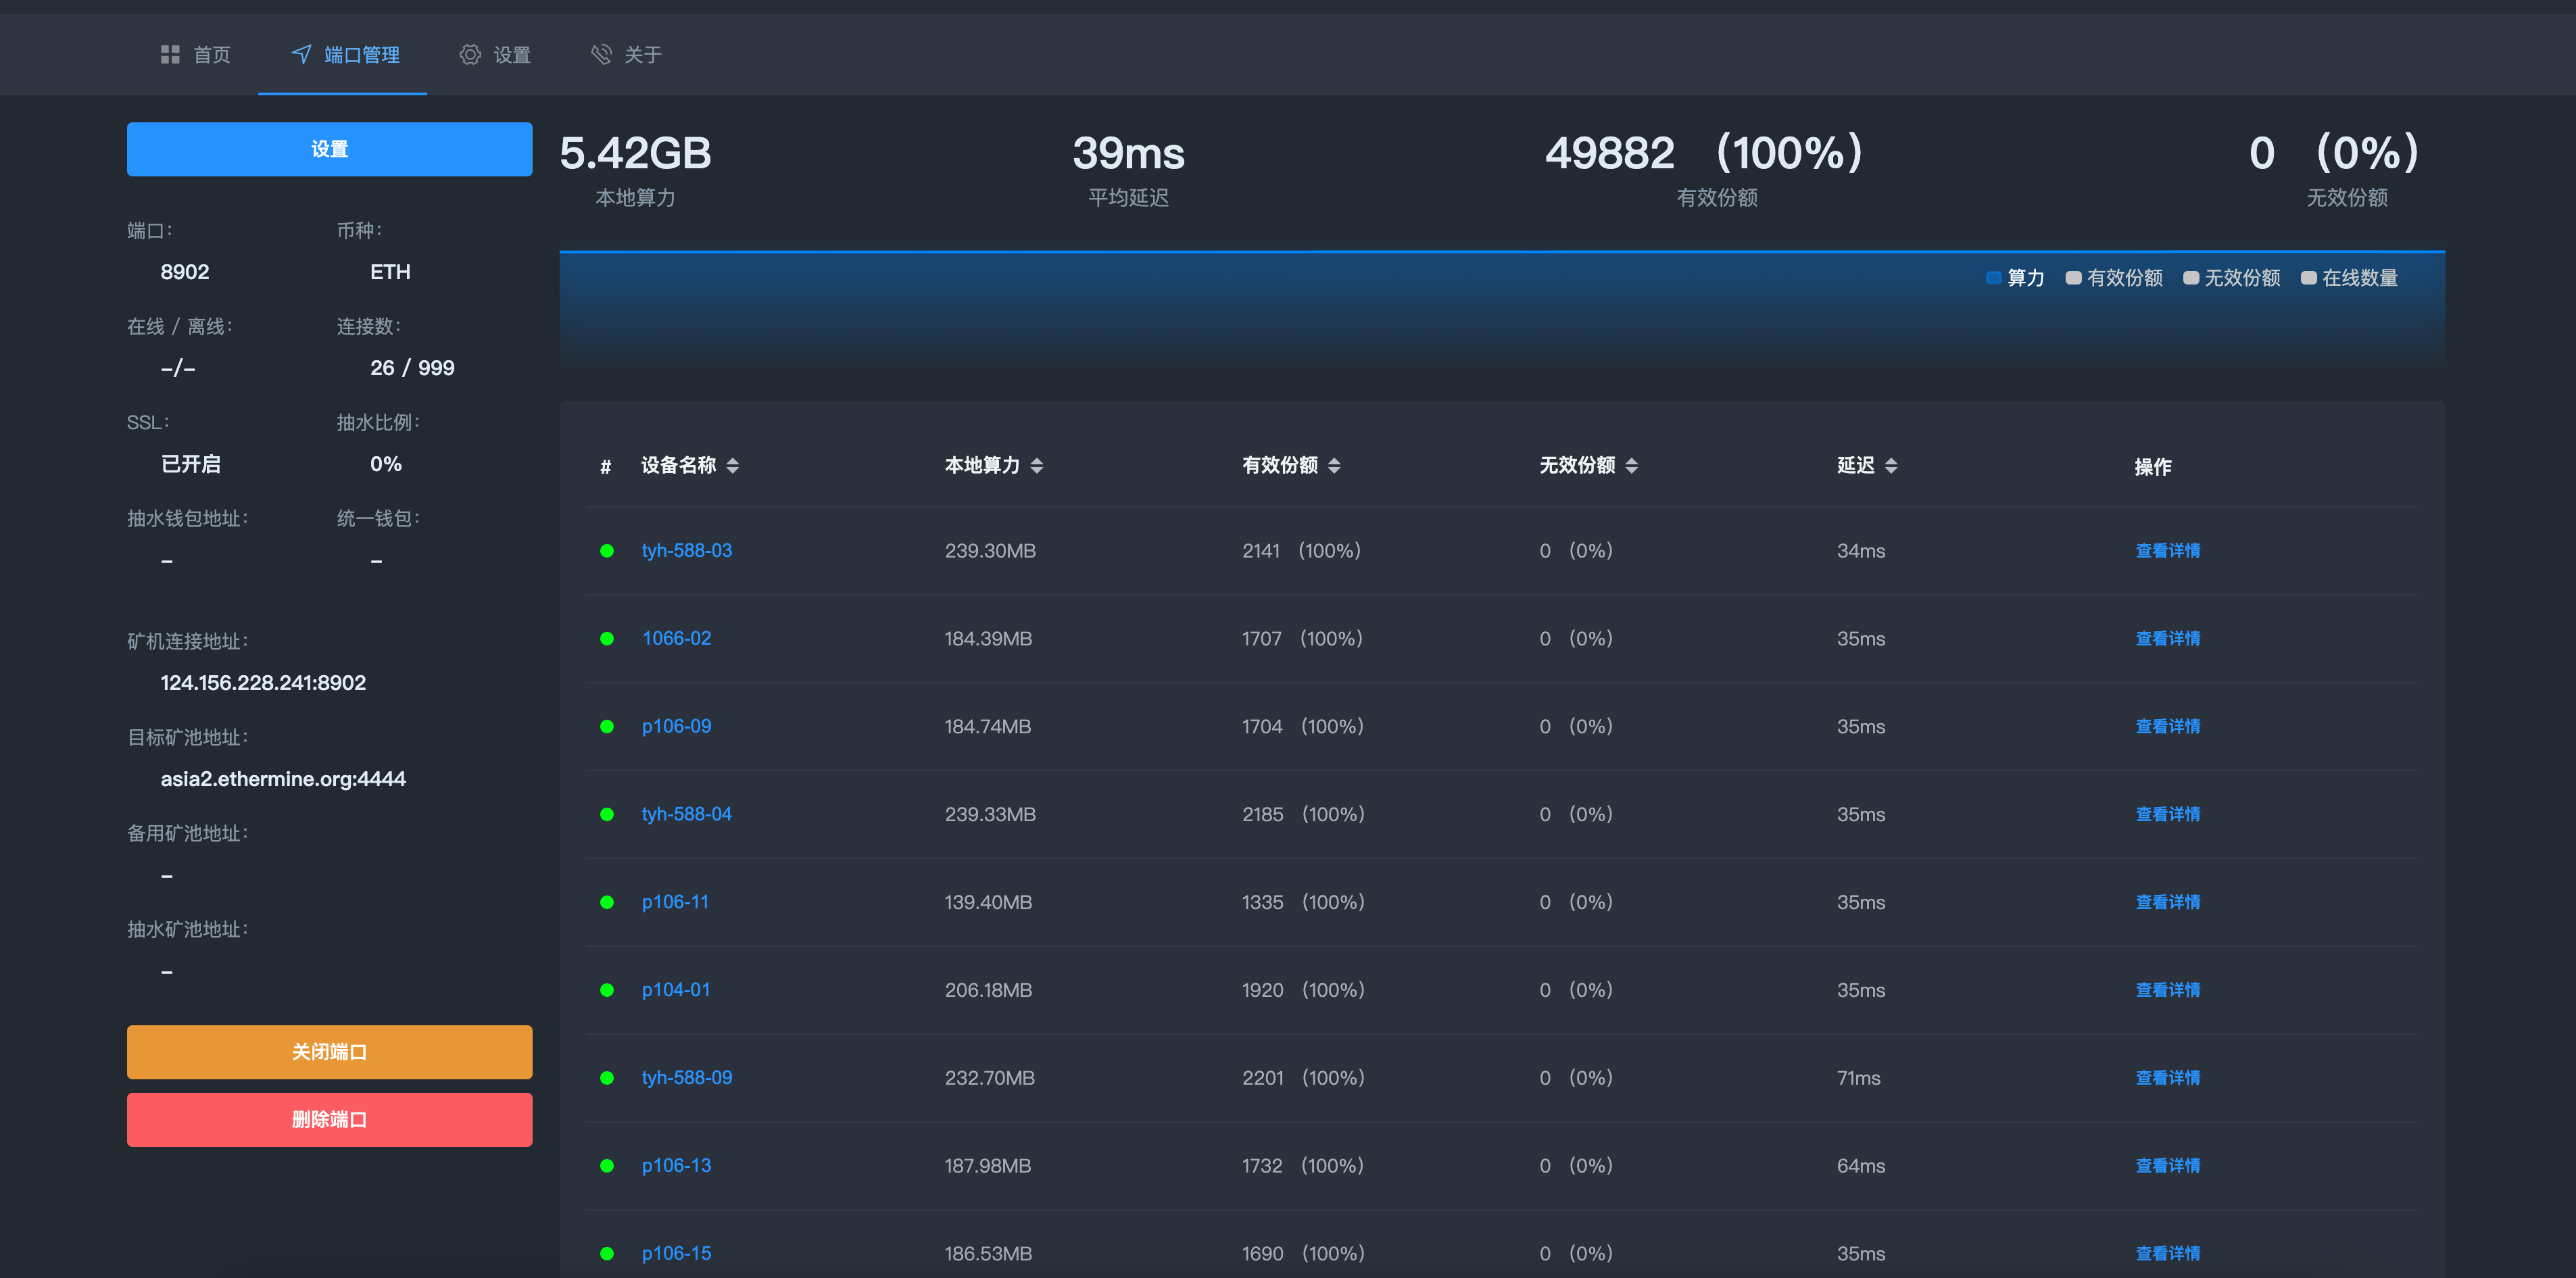 首页 端口管理 设置 关于
设置
端口： 币种：
8902 ETH
在线 / 离线： 连接数：
–/– 26 / 999
SSL： 抽水比例：
已开启 0%
抽水钱包地址： 统一钱包：
– –
矿机连接地址：
124.156.228.241:8902
目标矿池地址：
asia2.ethermine.org:4444
备用矿池地址：
–
抽水矿池地址：
–
关闭端口
删除端口
5.42GB 39ms 49882 （100%） 0 （0%）
本地算力 平均延迟 有效份额 无效份额
算力 有效份额 无效份额 在线数量
# 设备名称 本地算力 有效份额 无效份额 延迟 操作
tyh-588-03 239.30MB 2141 （100%） 0 （0%） 34ms 查看详情
1066-02 184.39MB 1707 （100%） 0 （0%） 35ms 查看详情
p106-09 184.74MB 1704 （100%） 0 （0%） 35ms 查看详情
tyh-588-04 239.33MB 2185 （100%） 0 （0%） 35ms 查看详情
p106-11 139.40MB 1335 （100%） 0 （0%） 35ms 查看详情
p104-01 206.18MB 1920 （100%） 0 （0%） 35ms 查看详情
tyh-588-09 232.70MB 2201 （100%） 0 （0%） 71ms 查看详情
p106-13 187.98MB 1732 （100%） 0 （0%） 64ms 查看详情
p106-15 186.53MB 1690 （100%） 0 （0%） 35ms 查看详情